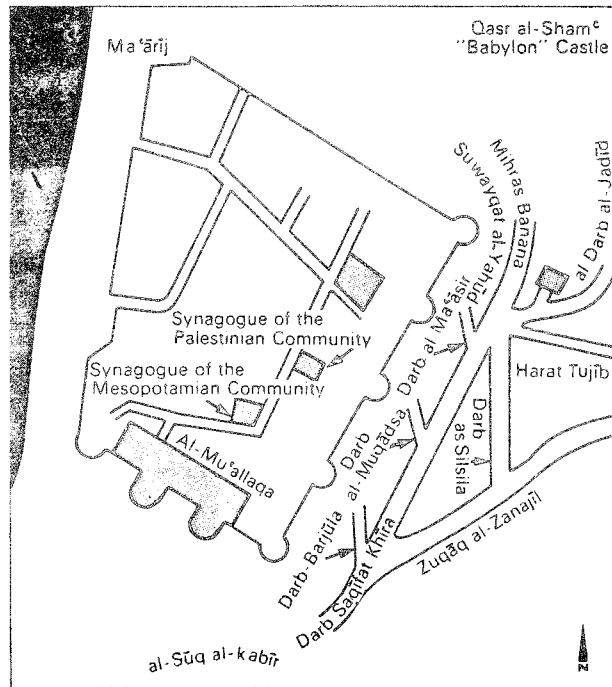 Qasr al-Shamᶜ
"Babylon" Castle
Maᶜārij
Mihras Banana
Suwayqat al-Yahūd
al Darb al-Jadīd
Synagogue of the
Palestinian Community
Darb al Maᶜāsir
Synagogue of the
Mesopotamian Community
Harat Tujīb
Al-Muᶜallaqa
Darb
al-Muqādsa
Darb
as Silsila
Darb-Barjūla
Darb Saqīfat Khīra
Zuqāq al-Zanajīl
al-Sūq al-kabīr
N